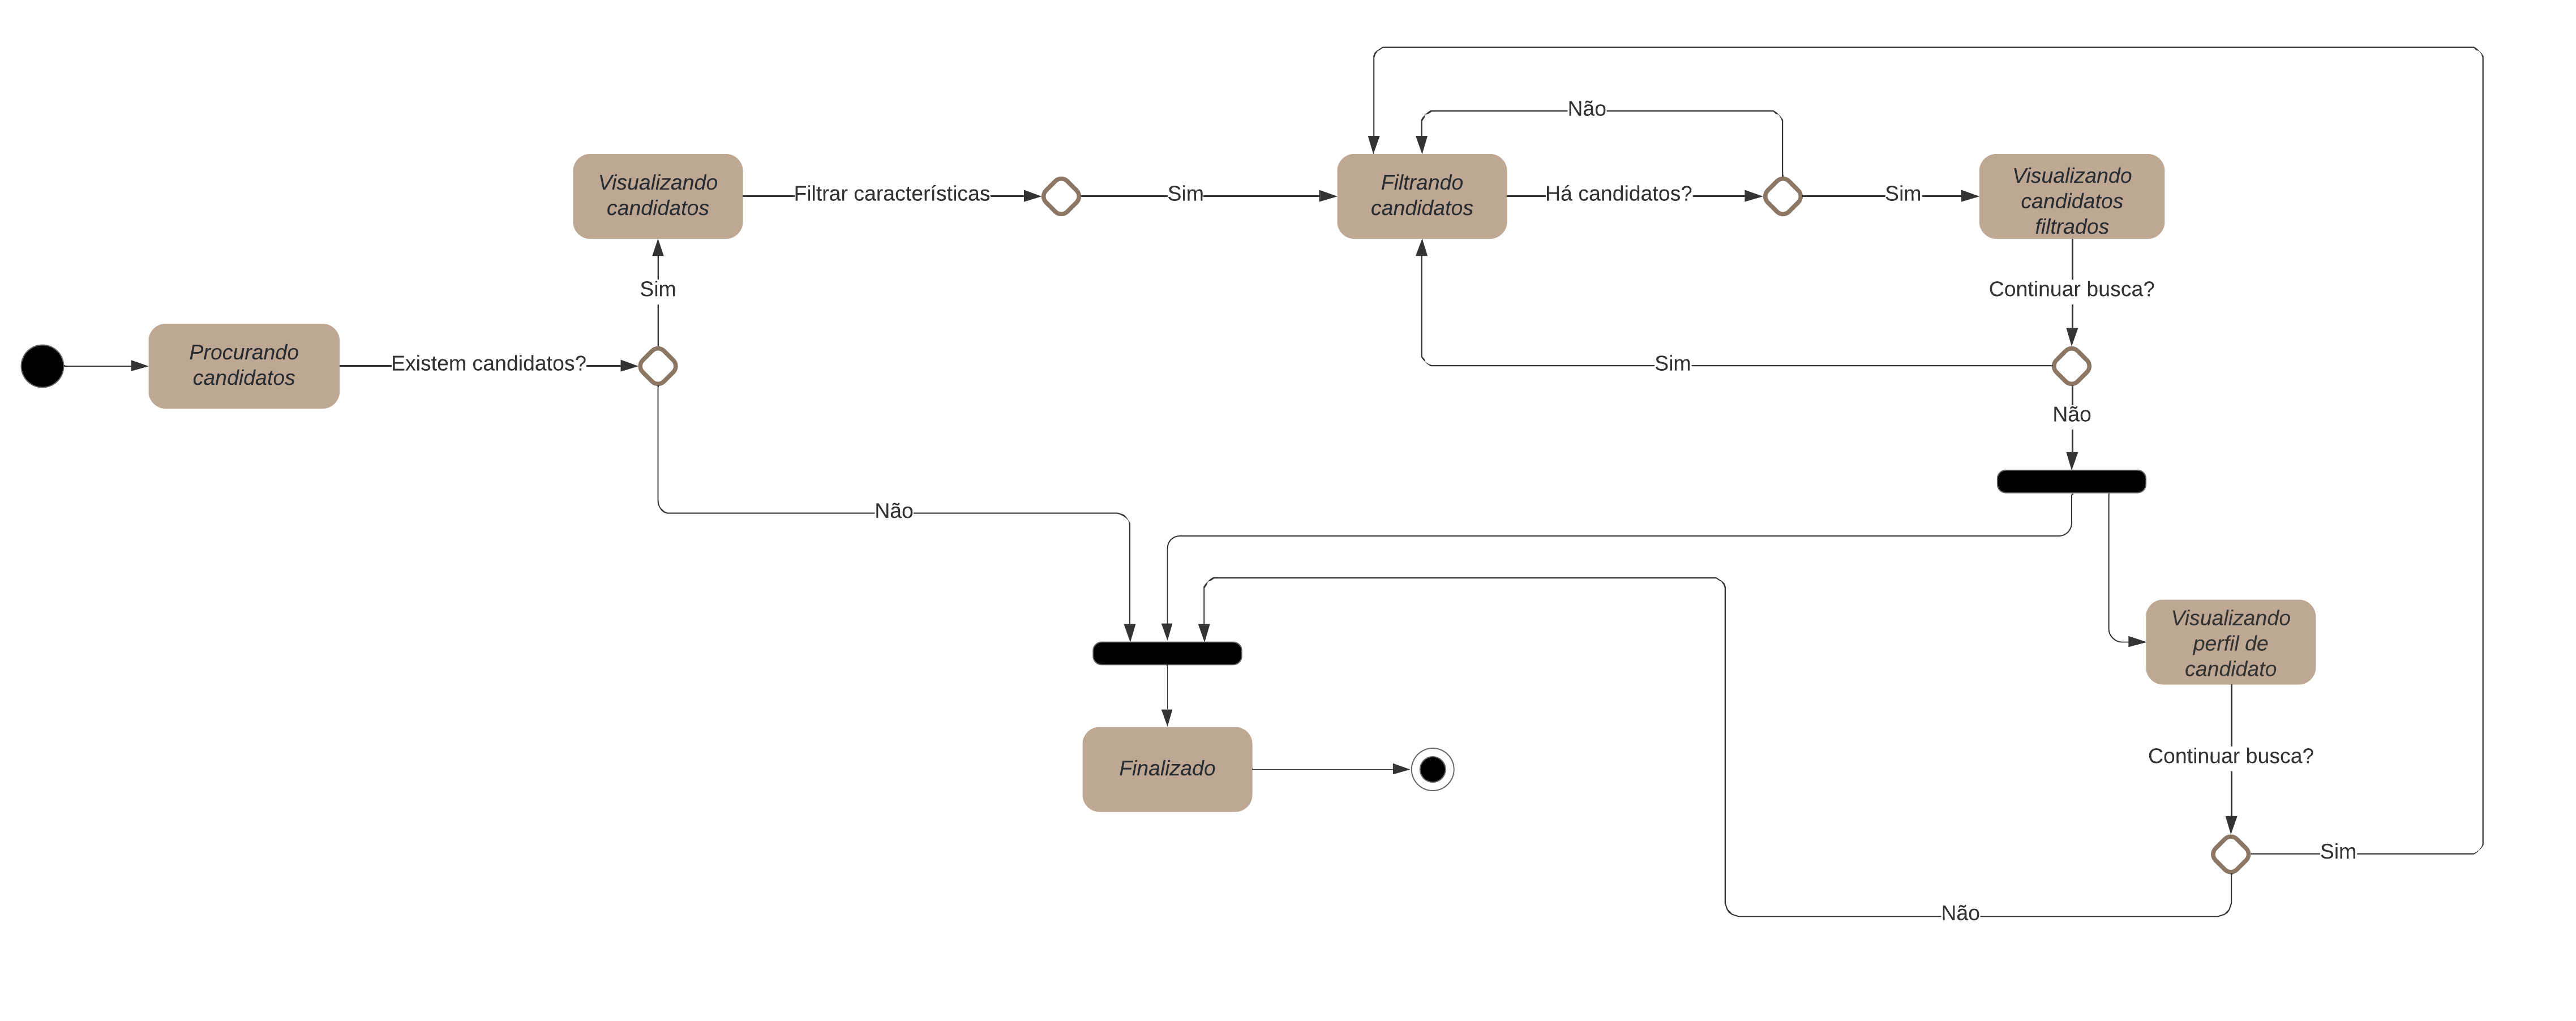 Não
Visualizando
candidatos
Filtrar características
Sim
Filtrando
candidatos
Há candidatos?
Sim
Visualizando
candidatos
filtrados
Sim
Continuar busca?
Procurando
candidatos
Existem candidatos?
Sim
Não
Não
Visualizando
perfil de
candidato
Continuar busca?
Finalizado
Sim
Não